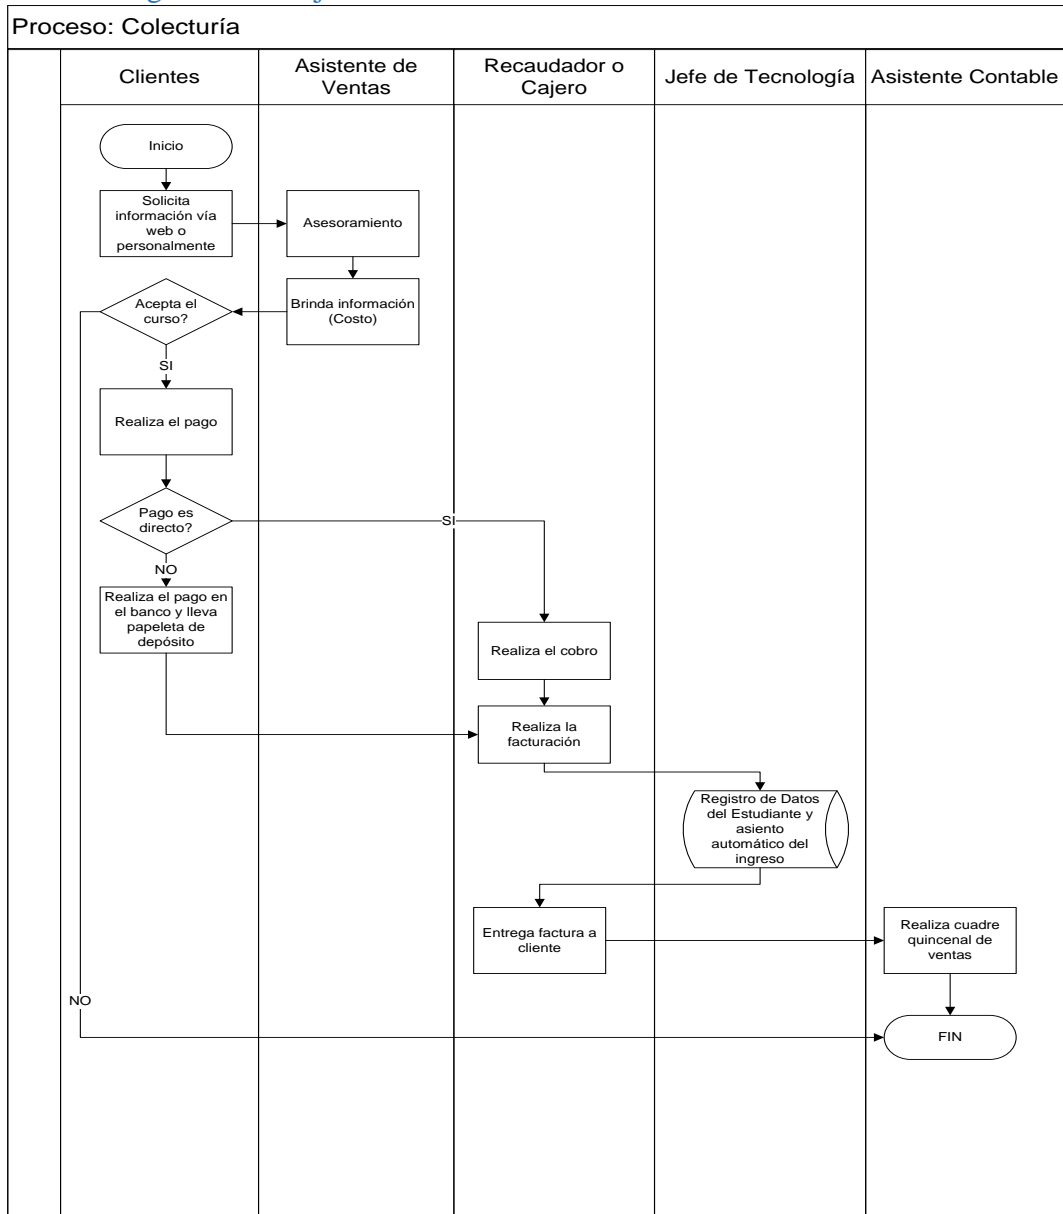 Proceso: Colecturía
Clientes
Asistente de
Ventas
Recaudador o
Cajero
Jefe de Tecnología
Asistente Contable
Inicio
Solicita
información vía
web o
personalmente
Asesoramiento
Brinda información
(Costo)
Acepta el
curso?
SI
Realiza el pago
Pago es
directo?
SI
NO
Realiza el pago en
el banco y lleva
papeleta de
depósito
Realiza el cobro
Realiza la
facturación
Registro de Datos
del Estudiante y
asiento
automático del
ingreso
Entrega factura a
cliente
Realiza cuadre
quincenal de
ventas
NO
FIN